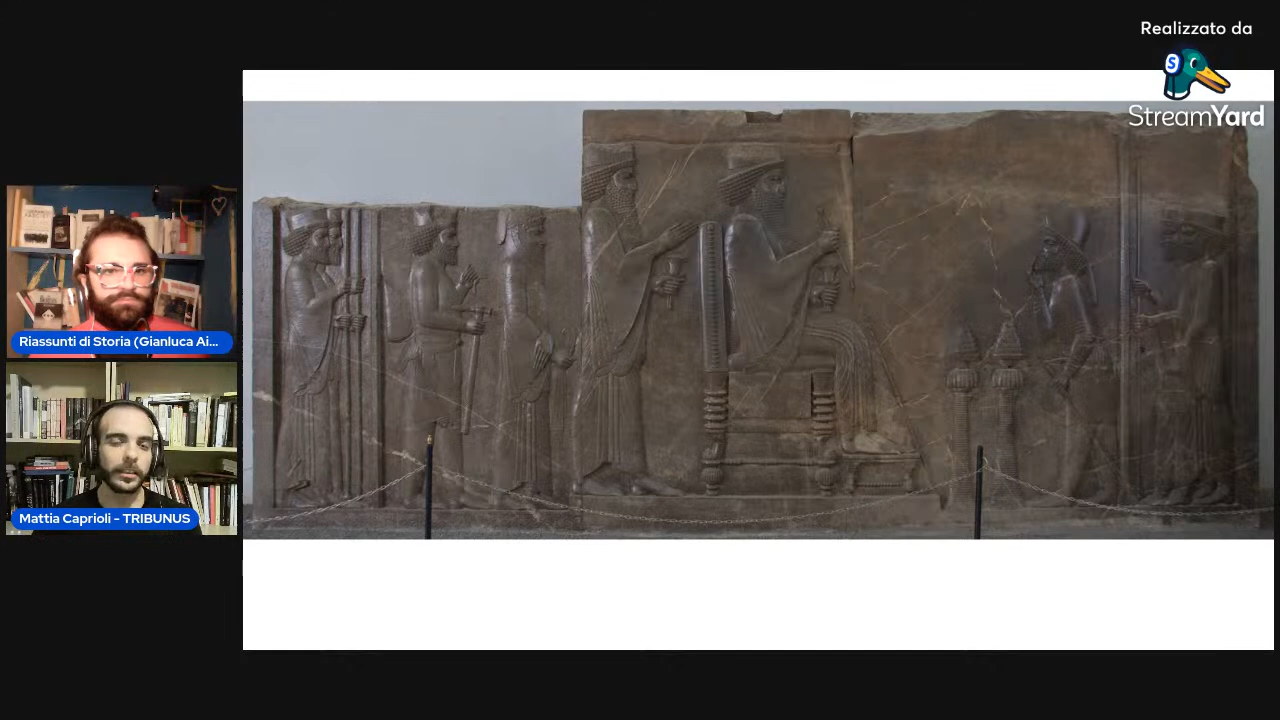 Realizzato da
StreamYard
Riassunti di Storia (Gianluca Ai...
Mattia Caprioli - TRIBUNUS